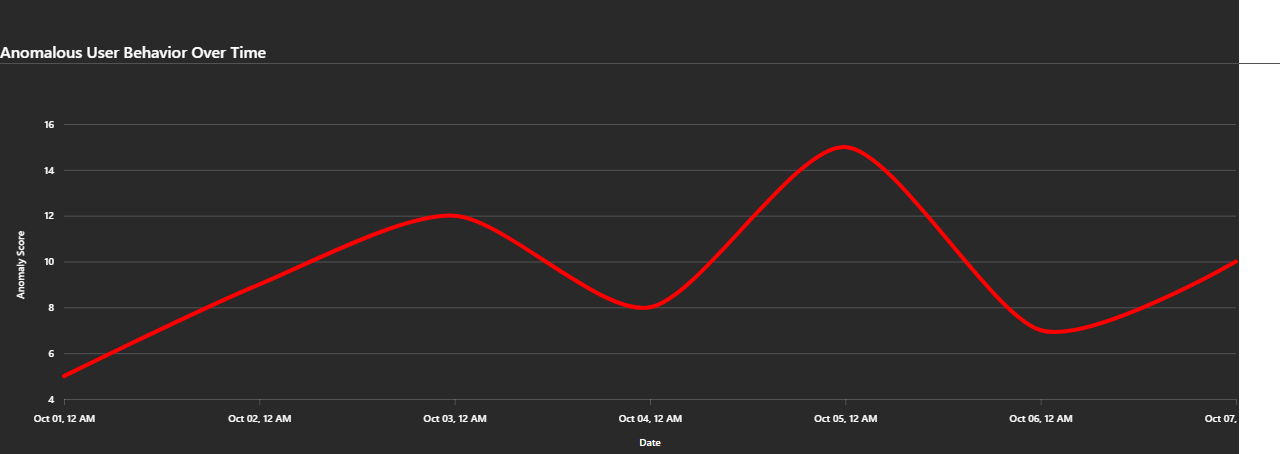 Anomalous User Behavior Over Time
16
14
12
10
8
6
4
Anomaly Score
Oct 01, 12 AM Oct 02, 12 AM Oct 03, 12 AM Oct 04, 12 AM Oct 05, 12 AM Oct 06, 12 AM Oct 07,
Date